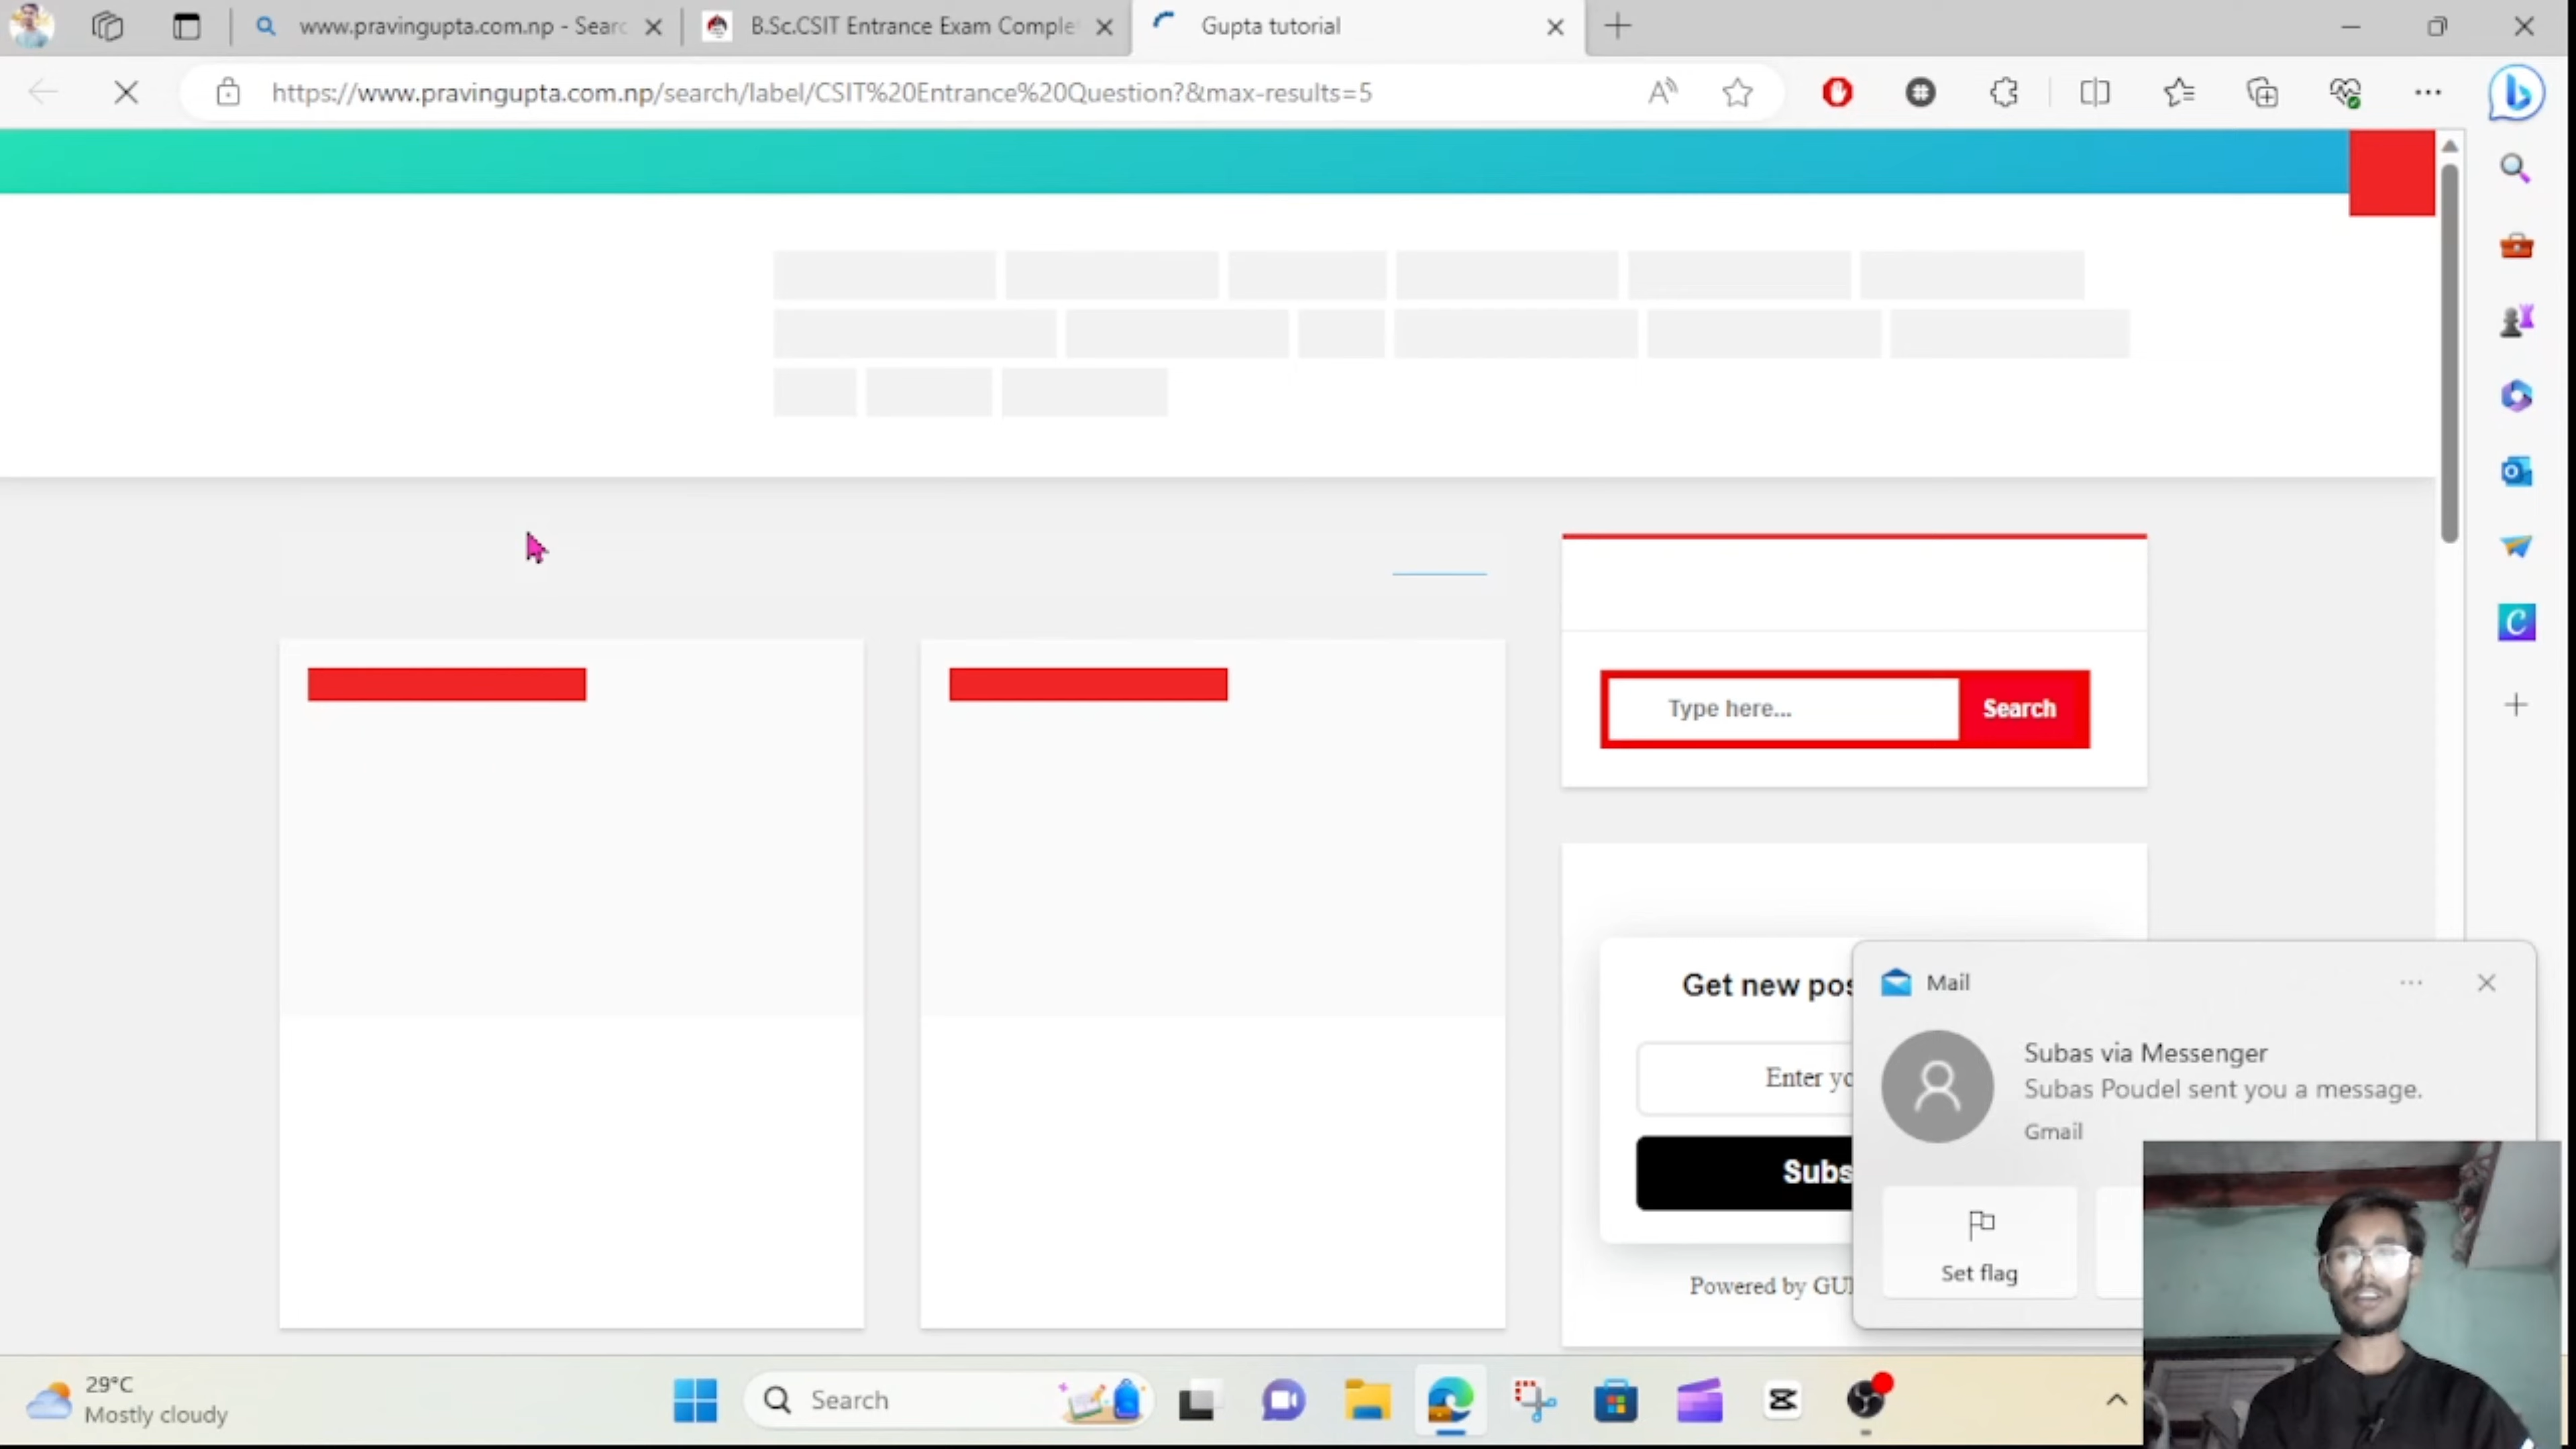 www.pravingupta.com.np - Searc
B.Sc.CSIT Entrance Exam Comple
Gupta tutorial
https://www.pravingupta.com.np/search/label/CSIT%20Entrance%20Question?&max-results=5
Type here...
Search
Get new pos
Enter yo
Subs
Powered by GU
Mail
Subas via Messenger
Subas Poudel sent you a message.
Gmail
Set flag
29°C
Mostly cloudy
Search